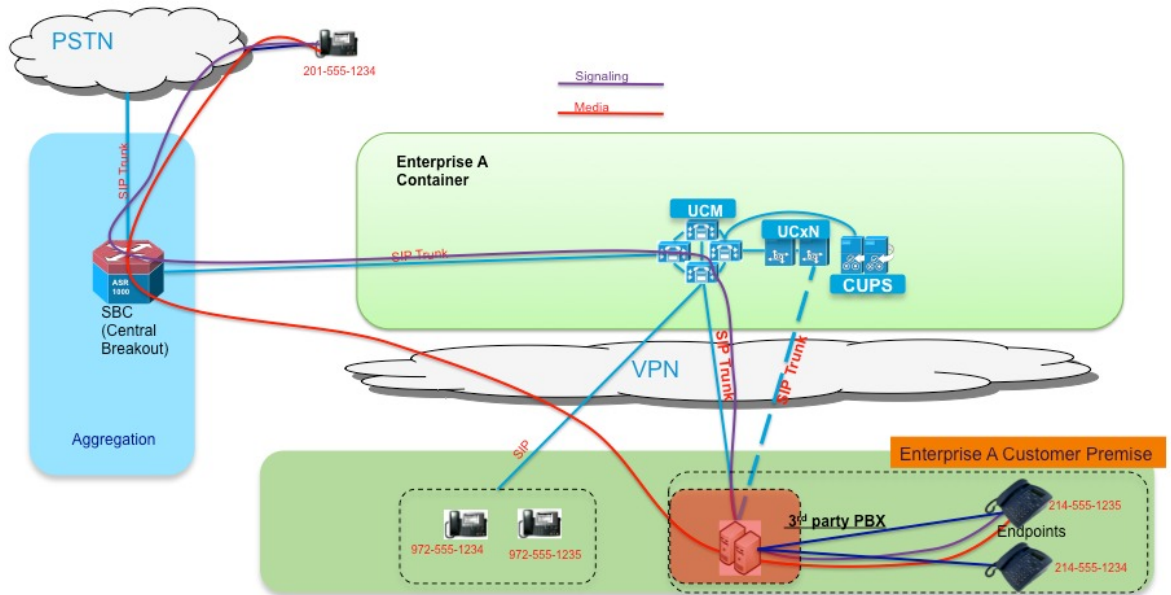 PSTN
201-555-1234
Signaling
Media
SIP Trunk
Enterprise A
Container
UCM
UCxN
CUPS
SIP Trunk
ASR
1000
SBC
(Central
Breakout)
VPN
SIP Trunk
SIP Trunk
Aggregation
SIP
Enterprise A Customer Premise
3rd party PBX
214-555-1235
Endpoints
972-555-1234
972-555-1235
214-555-1234